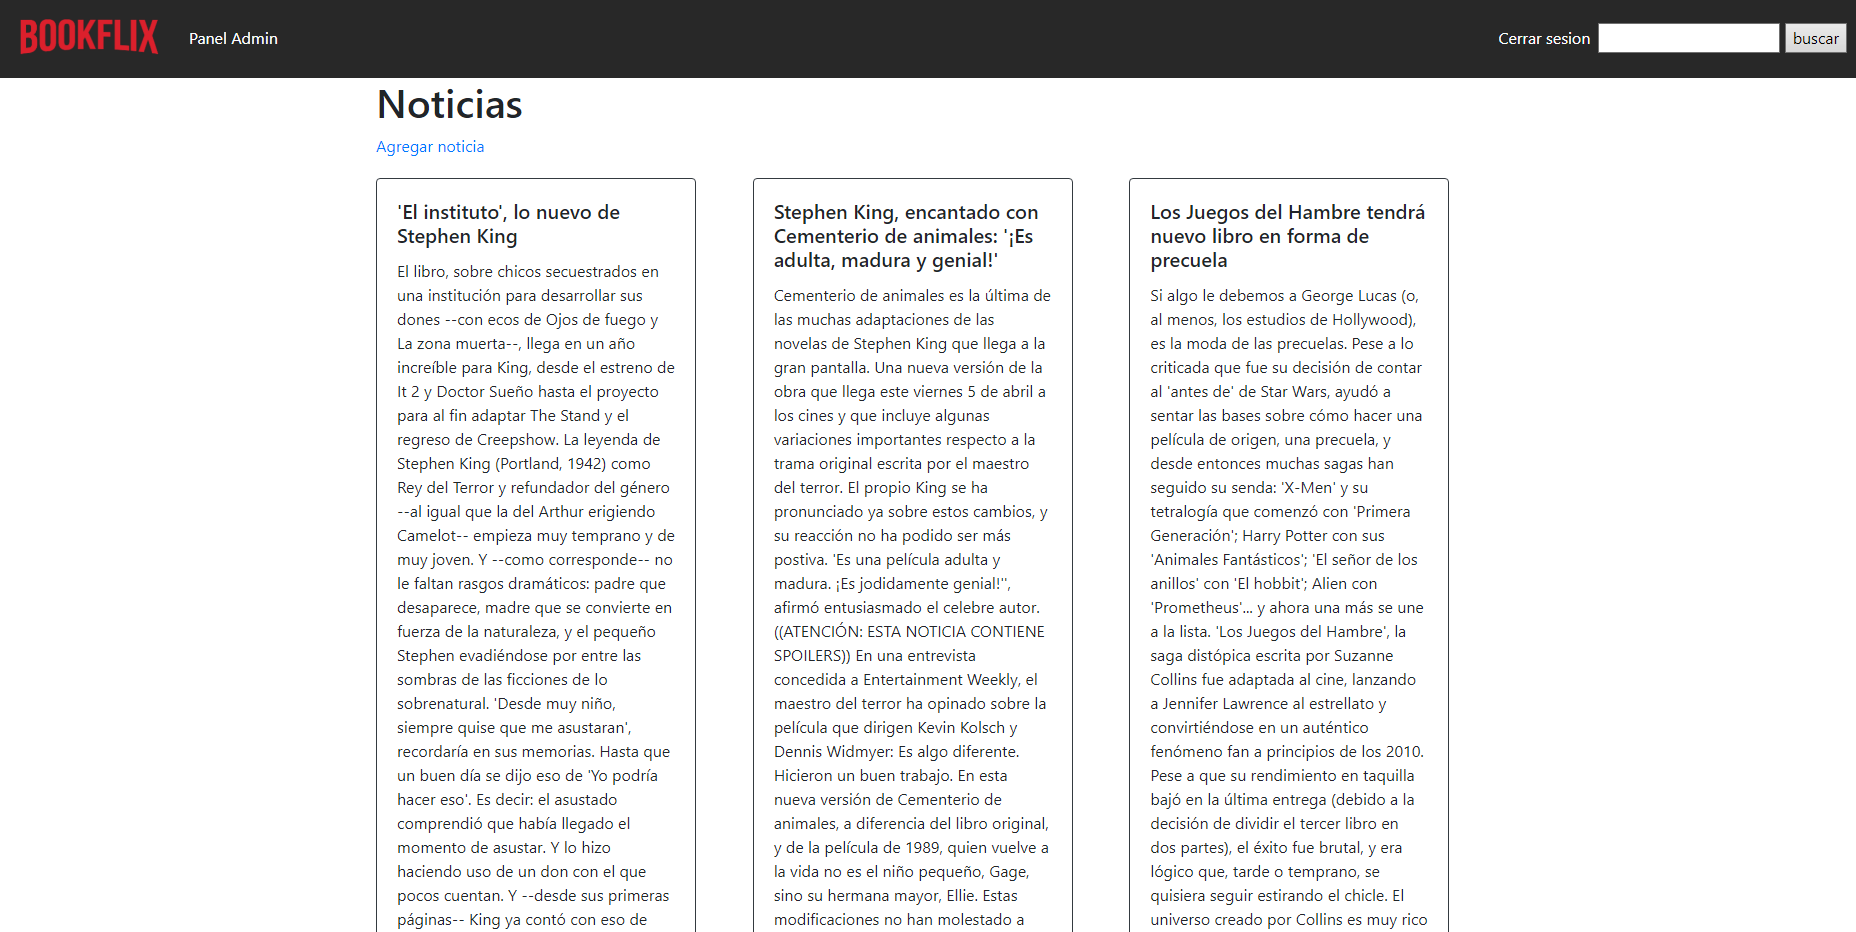 BOOKFLIX
Panel Admin
Cerrar sesion
buscar
Noticias
Agregar noticia
'El instituto', lo nuevo de
Stephen King
El libro, sobre chicos secuestrados en
una institución para desarrollar sus
dones --con ecos de Ojos de fuego y
La zona muerta--, llega en un año
increíble para King, desde el estreno de
It 2 y Doctor Sueño hasta el proyecto
para al fin adaptar The Stand y el
regreso de Creepshow. La leyenda de
Stephen King (Portland, 1942) como
Rey del Terror y refundador del género
--al igual que la del Arthur erigiendo
Camelot-- empieza muy temprano y de
muy joven. Y --como corresponde-- no
le faltan rasgos dramáticos: padre que
desaparece, madre que se convierte en
fuerza de la naturaleza, y el pequeño
Stephen evadiéndose por entre las
sombras de las ficciones de lo
sobrenatural. 'Desde muy niño,
siempre quise que me asustaran',
recordaría en sus memorias. Hasta que
un buen día se dijo eso de 'Yo podría
hacer eso'. Es decir: el asustado
comprendió que había llegado el
momento de asustar. Y lo hizo
haciendo uso de un don con el que
pocos cuentan. Y --desde sus primeras
páginas-- King ya contó con eso de
Stephen King, encantado con
Cementerio de animales: '¡Es
adulta, madura y genial!'
Cementerio de animales es la última de
las muchas adaptaciones de las
novelas de Stephen King que llega a la
gran pantalla. Una nueva versión de la
obra que llega este viernes 5 de abril a
los cines y que incluye algunas
variaciones importantes respecto a la
trama original escrita por el maestro
del terror. El propio King se ha
pronunciado ya sobre estos cambios, y
su reacción no ha podido ser más
postiva. 'Es una película adulta y
madura. ¡Es jodidamente genial!'',
afirmó entusiasmado el celebre autor.
((ATENCIÓN: ESTA NOTICIA CONTIENE
SPOILERS)) En una entrevista
concedida a Entertainment Weekly, el
maestro del terror ha opinado sobre la
película que dirigen Kevin Kolsch y
Dennis Widmyer: Es algo diferente.
Hicieron un buen trabajo. En esta
nueva versión de Cementerio de
animales, a diferencia del libro original,
y de la película de 1989, quien vuelve a
la vida no es el niño pequeño, Gage,
sino su hermana mayor, Ellie. Estas
modificaciones no han molestado a
Los Juegos del Hambre tendrá
nuevo libro en forma de
precuela
Si algo le debemos a George Lucas (o,
al menos, los estudios de Hollywood),
es la moda de las precuelas. Pese a lo
criticada que fue su decisión de contar
al 'antes de' de Star Wars, ayudó a
sentar las bases sobre cómo hacer una
película de origen, una precuela, y
desde entonces muchas sagas han
seguido su senda: 'X-Men' y su
tetralogía que comenzó con 'Primera
Generación'; Harry Potter con sus
'Animales Fantásticos'; 'El señor de los
anillos' con 'El hobbit'; Alien con
'Prometheus'... y ahora una más se une
a la lista. 'Los Juegos del Hambre', la
saga distópica escrita por Suzanne
Collins fue adaptada al cine, lanzando
a Jennifer Lawrence al estrellato y
convirtiéndose en un auténtico
fenómeno fan a principios de los 2010.
Pese a que su rendimiento en taquilla
bajó en la última entrega (debido a la
decisión de dividir el tercer libro en
dos partes), el éxito fue brutal, y era
lógico que, tarde o temprano, se
quisiera seguir estirando el chicle. El
universo creado por Collins es muy rico